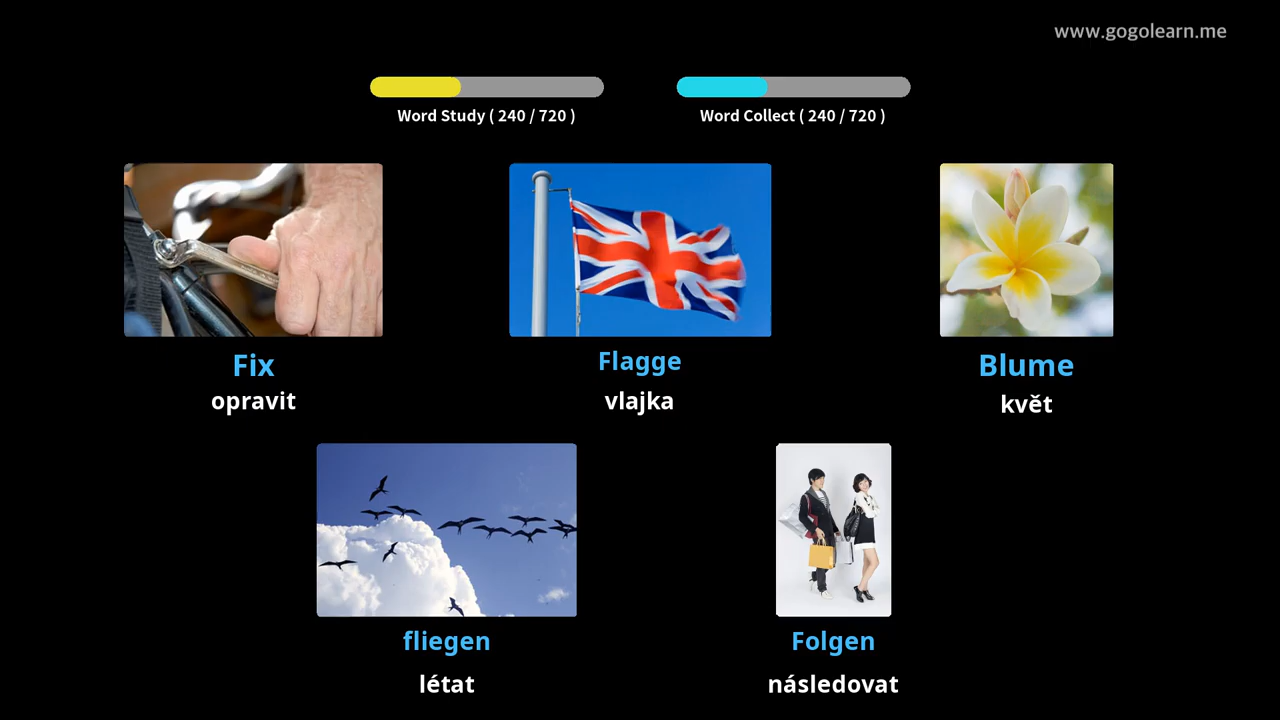 www.gogolearn.me
Word Study ( 240 / 720 )
Word Collect ( 240 / 720 )
Fix
opravit
Flagge
vlajka
Blume
květ
fliegen
létat
Folgen
následovat